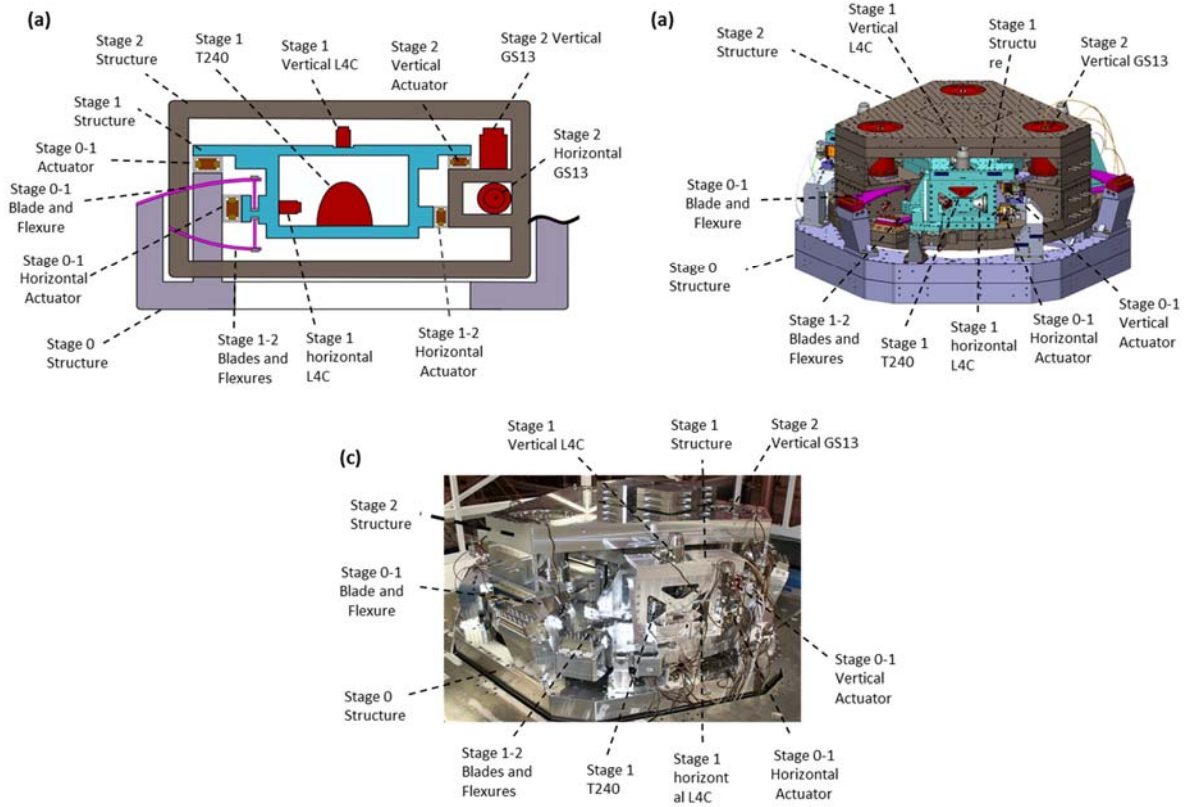 (a)
Stage 2
Structure
Stage 1
T240
Stage 1
Vertical L4C
Stage 2
Vertical
Actuator
Stage 2 Vertical
GS13
Stage 1
Structure
Stage 0-1
Actuator
Stage 0-1
Blade and
Flexure
Stage 0-1
Horizontal
Actuator
Stage 0
Structure
Stage 2
Horizontal
GS13
Stage 1-2
Blades and
Flexures
Stage 1
horizontal
L4C
Stage 1-2
Horizontal
Actuator
(a)
Stage 2
Structure
Stage 1
Vertical
L4C
Stage 1
Structu
re
Stage 2
Vertical GS13
Stage 0-1
Blade and
Flexure
Stage 0
Structure
Stage 1-2
Blades and
Flexures
Stage 1
T240
Stage 1
horizontal
L4C
Stage 0-1
Horizontal
Actuator
Stage 0-1
Vertical
Actuator
(c)
Stage 1
Vertical L4C
Stage 1
Structure
Stage 2
Vertical GS13
Stage 2
Structure
Stage 0-1
Blade and
Flexure
Stage 0
Structure
Stage 1-2
Blades and
Flexures
Stage 1
T240
Stage 1
horizont
al L4C
Stage 0-1
Horizontal
Actuator
Stage 0-1
Vertical
Actuator